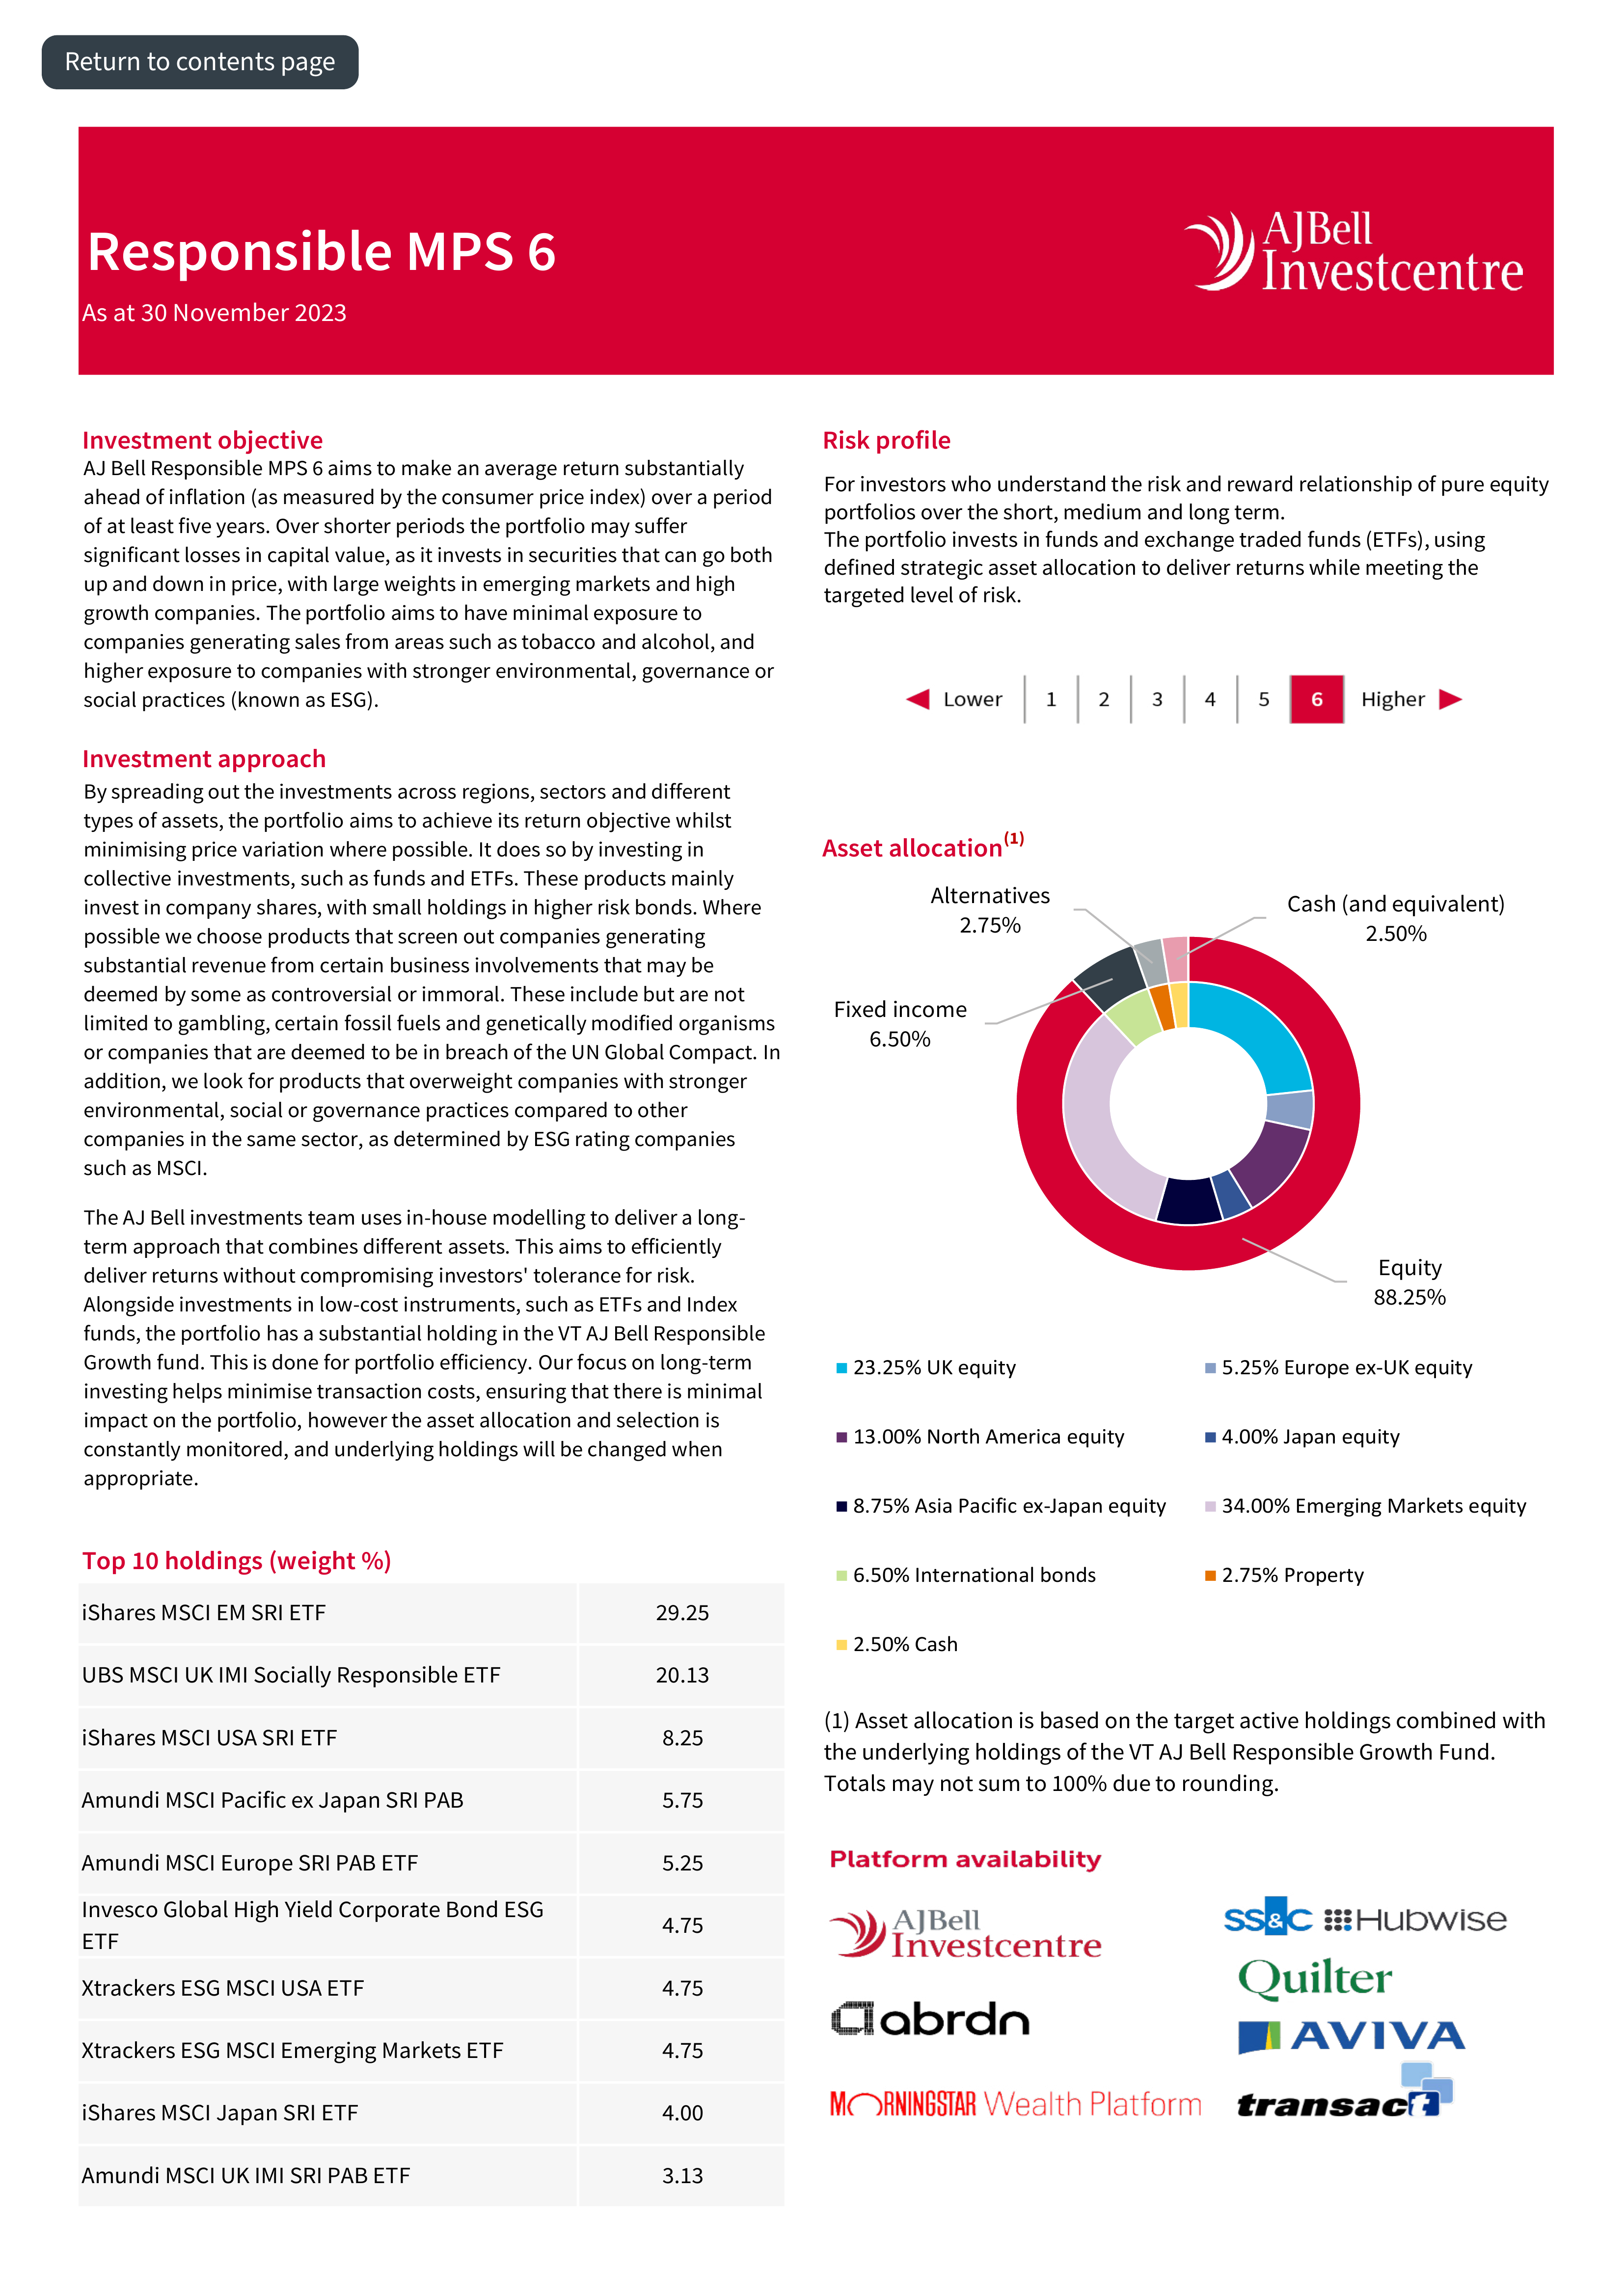 Return to contents page
Responsible MPS 6
As at 30 November 2023
AJBell
Investcentre
Investment objective
AJ Bell Responsible MPS 6 aims to make an average return substantially
ahead of inflation (as measured by the consumer price index) over a period
of at least five years. Over shorter periods the portfolio may suffer
significant losses in capital value, as it invests in securities that can go both
up and down in price, with large weights in emerging markets and high
growth companies. The portfolio aims to have minimal exposure to
companies generating sales from areas such as tobacco and alcohol, and
higher exposure to companies with stronger environmental, governance or
social practices (known as ESG).
Investment approach
By spreading out the investments across regions, sectors and different
types of assets, the portfolio aims to achieve its return objective whilst
minimising price variation where possible. It does so by investing in
collective investments, such as funds and ETFs. These products mainly
invest in company shares, with small holdings in higher risk bonds. Where
possible we choose products that screen out companies generating
substantial revenue from certain business involvements that may be
deemed by some as controversial or immoral. These include but are not
limited to gambling, certain fossil fuels and genetically modified organisms
or companies that are deemed to be in breach of the UN Global Compact. In
addition, we look for products that overweight companies with stronger
environmental, social or governance practices compared to other
companies in the same sector, as determined by ESG rating companies
such as MSCI.
The AJ Bell investments team uses in-house modelling to deliver a long-
term approach that combines different assets. This aims to efficiently
deliver returns without compromising investors' tolerance for risk.
Alongside investments in low-cost instruments, such as ETFs and Index
funds, the portfolio has a substantial holding in the VT AJ Bell Responsible
Growth fund. This is done for portfolio efficiency. Our focus on long-term
investing helps minimise transaction costs, ensuring that there is minimal
impact on the portfolio, however the asset allocation and selection is
constantly monitored, and underlying holdings will be changed when
appropriate.
Top 10 holdings (weight %)
iShares MSCI EM SRI ETF 29.25
UBS MSCI UK IMI Socially Responsible ETF 20.13
iShares MSCI USA SRI ETF 8.25
Amundi MSCI Pacific ex Japan SRI PAB 5.75
Amundi MSCI Europe SRI PAB ETF 5.25
Invesco Global High Yield Corporate Bond ESG
ETF 4.75
Xtrackers ESG MSCI USA ETF 4.75
Xtrackers ESG MSCI Emerging Markets ETF 4.75
iShares MSCI Japan SRI ETF 4.00
Amundi MSCI UK IMI SRI PAB ETF 3.13
Risk profile
For investors who understand the risk and reward relationship of pure equity
portfolios over the short, medium and long term.
The portfolio invests in funds and exchange traded funds (ETFs), using
defined strategic asset allocation to deliver returns while meeting the
targeted level of risk.
Lower 1 2 3 4 5 6 Higher
Asset allocation(1)
Alternatives
2.75%
Cash (and equivalent)
2.50%
Fixed income
6.50%
Equity
88.25%
23.25% UK equity 5.25% Europe ex-UK equity
13.00% North America equity 4.00% Japan equity
8.75% Asia Pacific ex-Japan equity 34.00% Emerging Markets equity
6.50% International bonds 2.75% Property
2.50% Cash
(1) Asset allocation is based on the target active holdings combined with
the underlying holdings of the VT AJ Bell Responsible Growth Fund.
Totals may not sum to 100% due to rounding.
Platform availability
AJBell
Investcentre
SS&C Hubwise
Quilter
abrdn
AVIVA
MORNINGSTAR Wealth Platform
transact